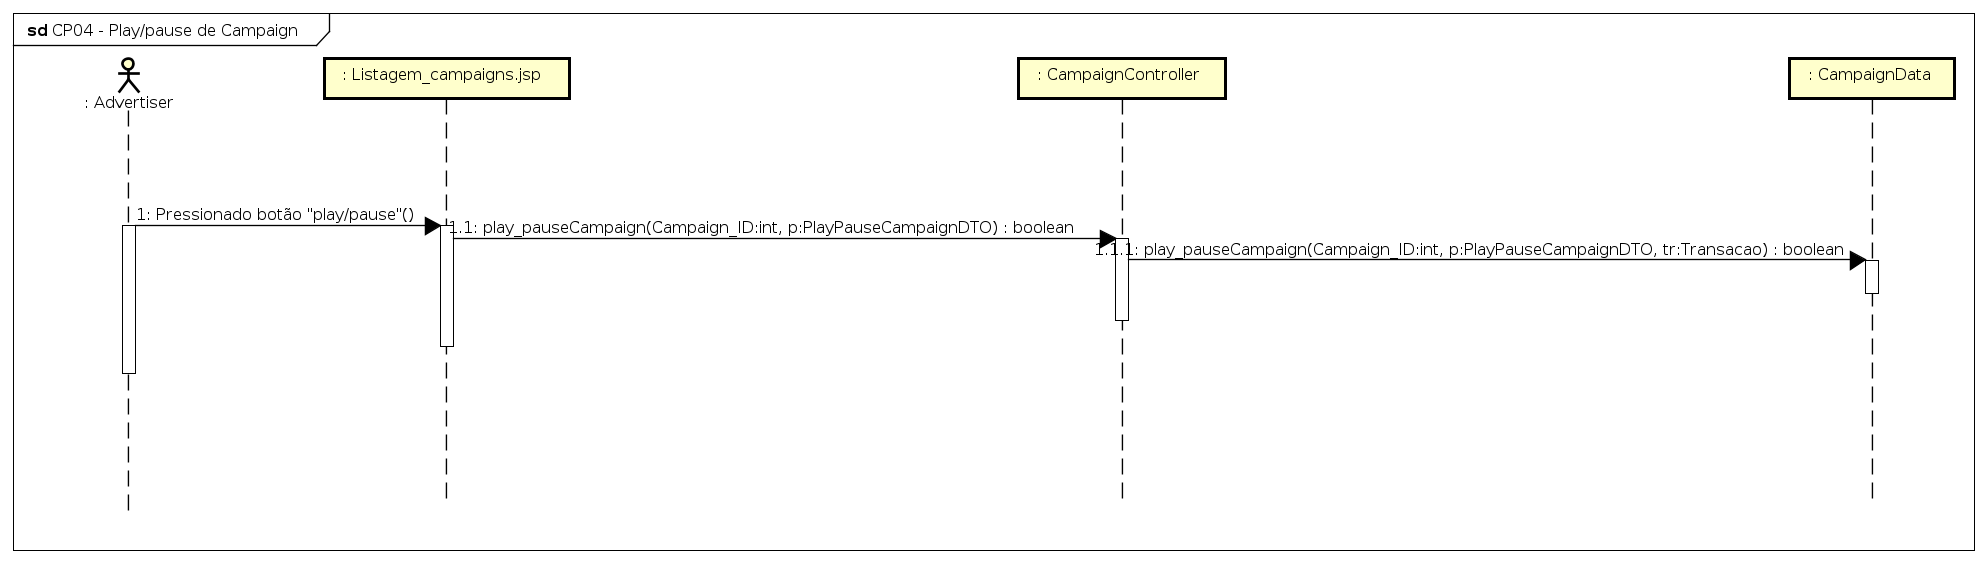 sd CP04 - Play/pause de Campaign
: Advertiser
: Listagem_campaigns.jsp
: CampaignController
: CampaignData
1: Pressionado botão "play/pause"()
1.1: play_pauseCampaign(Campaign_ID:int, p:PlayPauseCampaignDTO) : boolean
1.1.1: play_pauseCampaign(Campaign_ID:int, p:PlayPauseCampaignDTO, tr:Transacao) : boolean